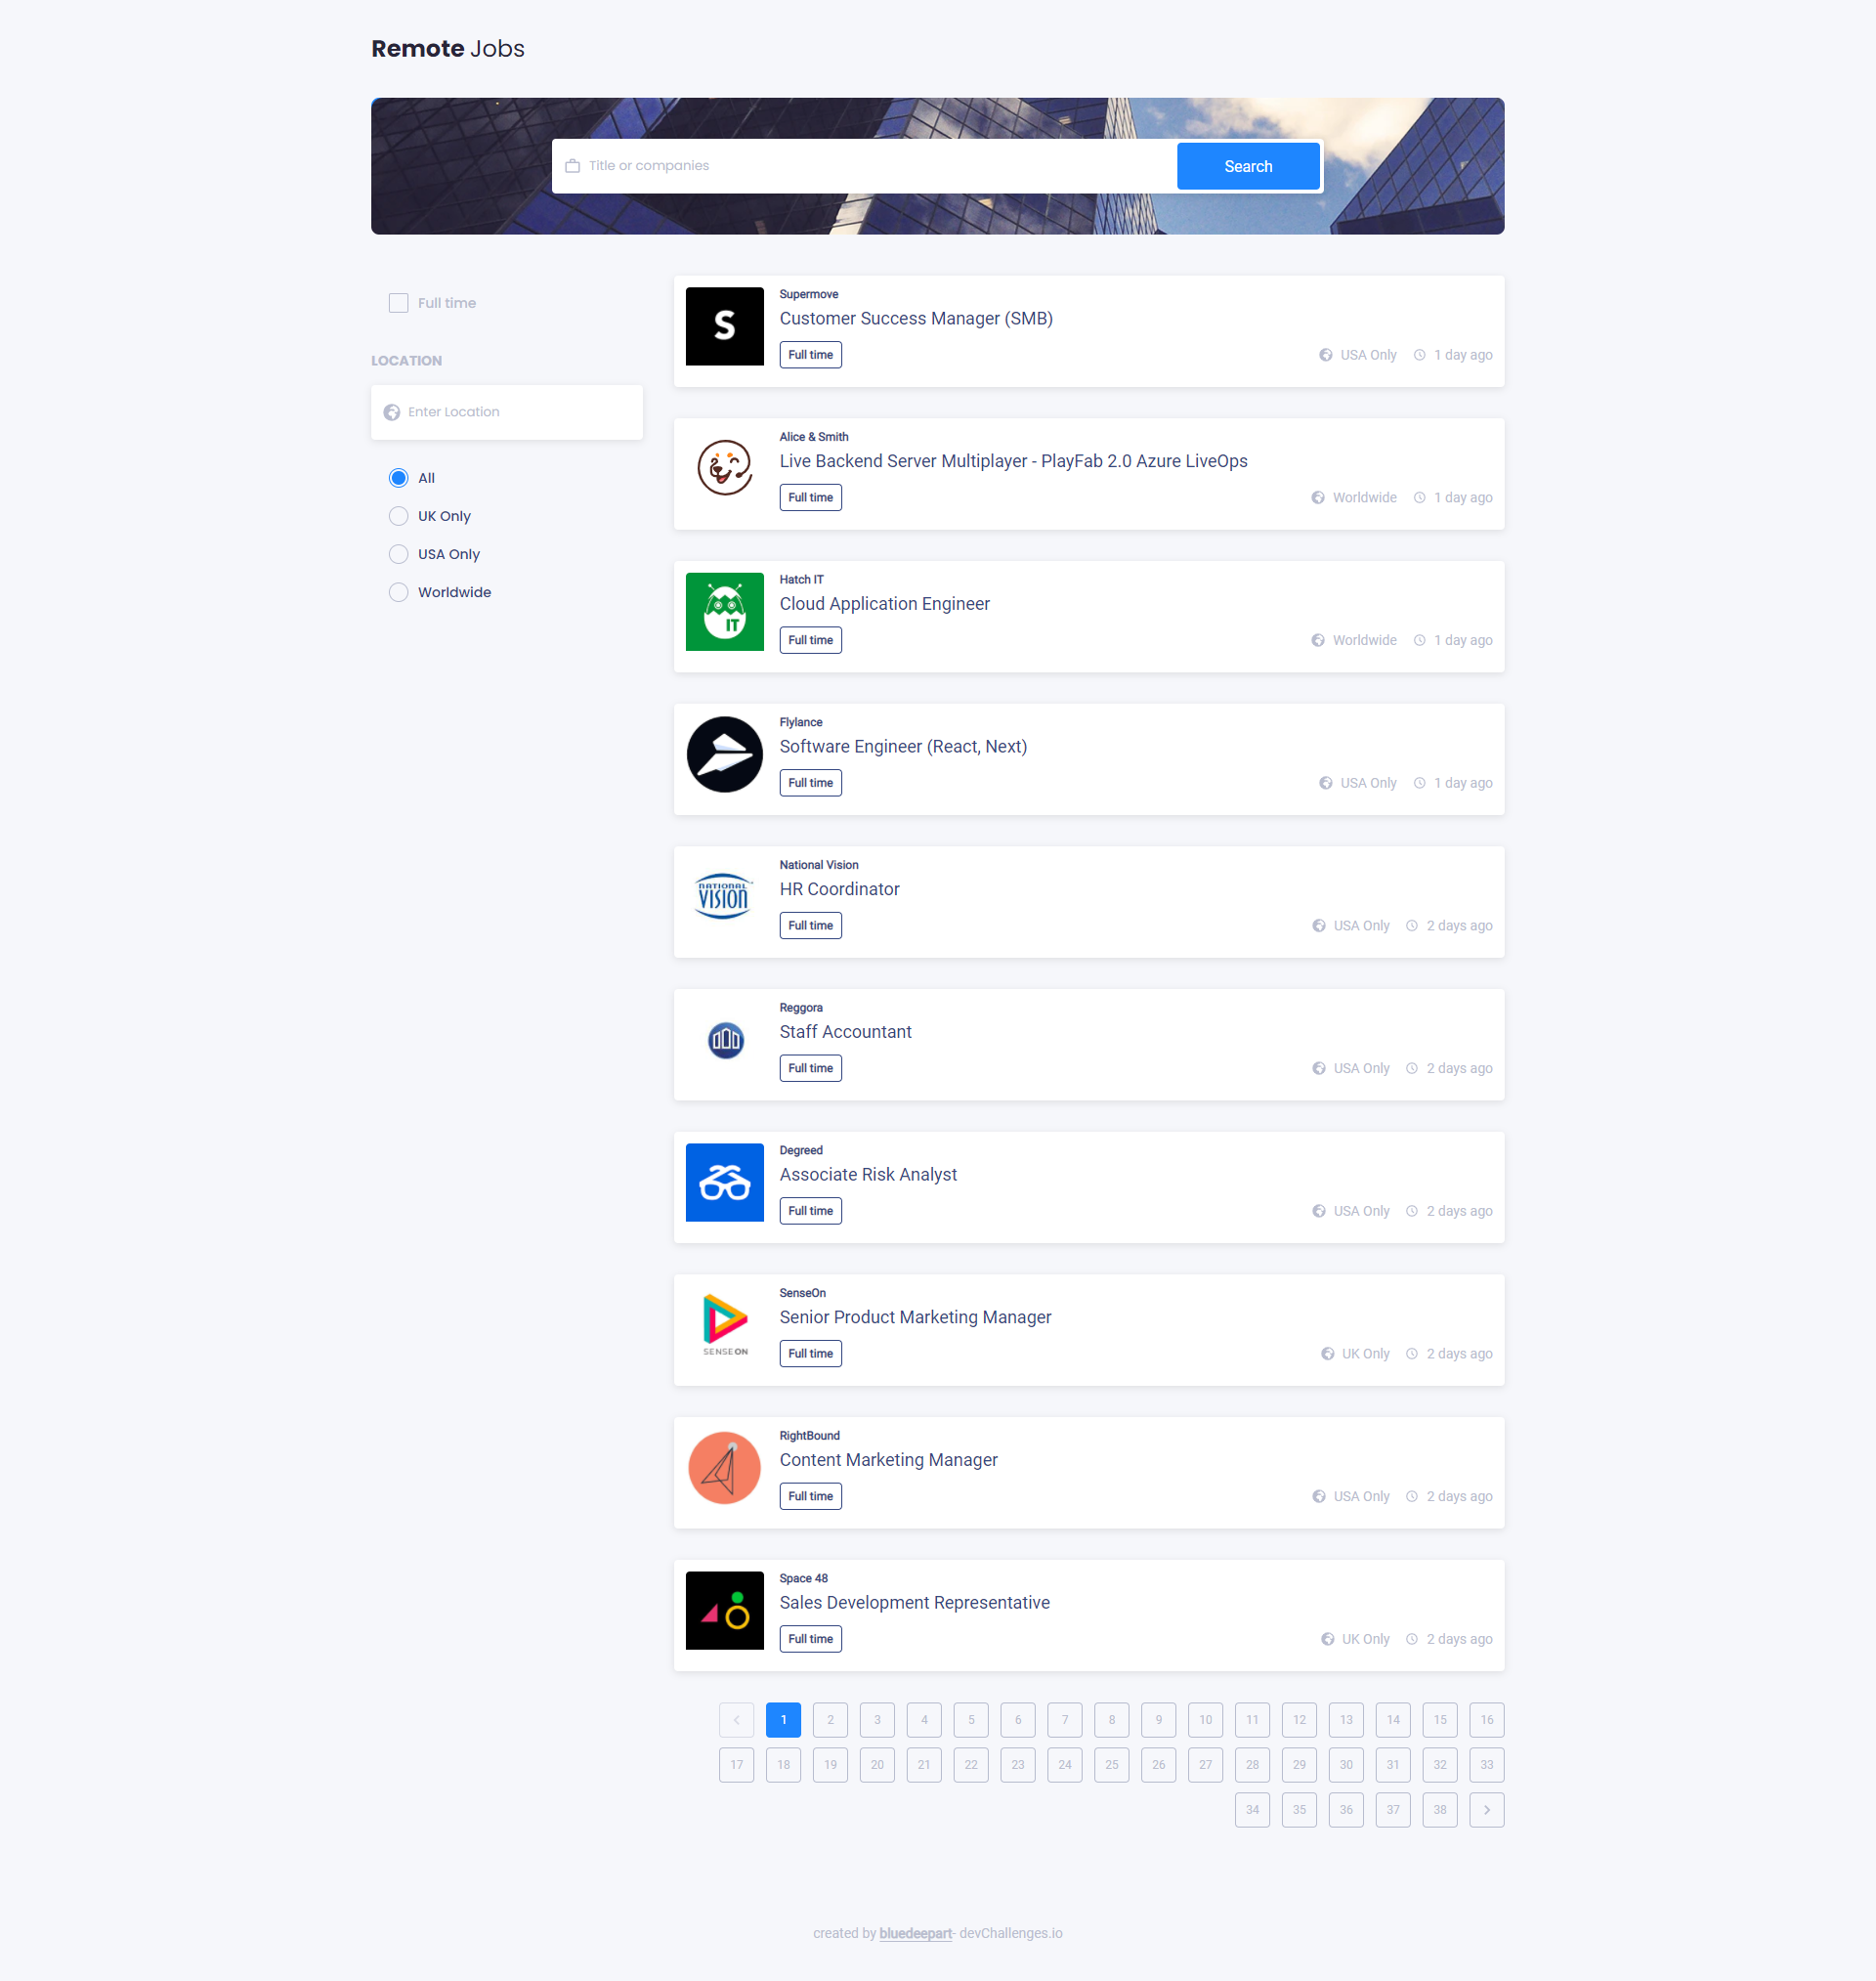 Remote Jobs
Title or companies
Search
Full time
LOCATION
Enter Location
All
UK Only
USA Only
Worldwide
S
Supermove
Customer Success Manager (SMB)
Full time
USA Only 1 day ago
Alice & Smith
Live Backend Server Multiplayer - PlayFab 2.0 Azure LiveOps
Full time
Worldwide 1 day ago
IT
Hatch IT
Cloud Application Engineer
Full time
Worldwide 1 day ago
Flylance
Software Engineer (React, Next)
Full time
USA Only 1 day ago
NATIONAL
VISION
National Vision
HR Coordinator
Full time
USA Only 2 days ago
Reggora
Staff Accountant
Full time
USA Only 2 days ago
Degreed
Associate Risk Analyst
Full time
USA Only 2 days ago
SENSEON
SenseOn
Senior Product Marketing Manager
Full time
UK Only 2 days ago
RightBound
Content Marketing Manager
Full time
USA Only 2 days ago
Space 48
Sales Development Representative
Full time
UK Only 2 days ago
1 2 3 4 5 6 7 8 9 10 11 12 13 14 15 16
17 18 19 20 21 22 23 24 25 26 27 28 29 30 31 32 33
34 35 36 37 38
created by bluedeepart- devChallenges.io